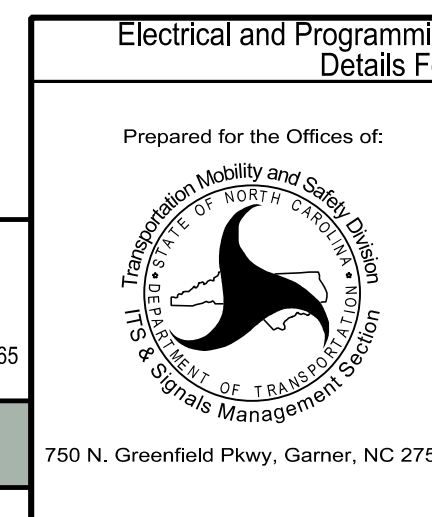 Electrical and Programmi
Details F
Prepared for the Offices of:
Transportation Mobility and Safety Division
STATE OF NORTH CAROLINA
DEPARTMENT OF TRANSPORTATION
ITS & Signals Management Section
65
750 N. Greenfield Pkwy, Garner, NC 275